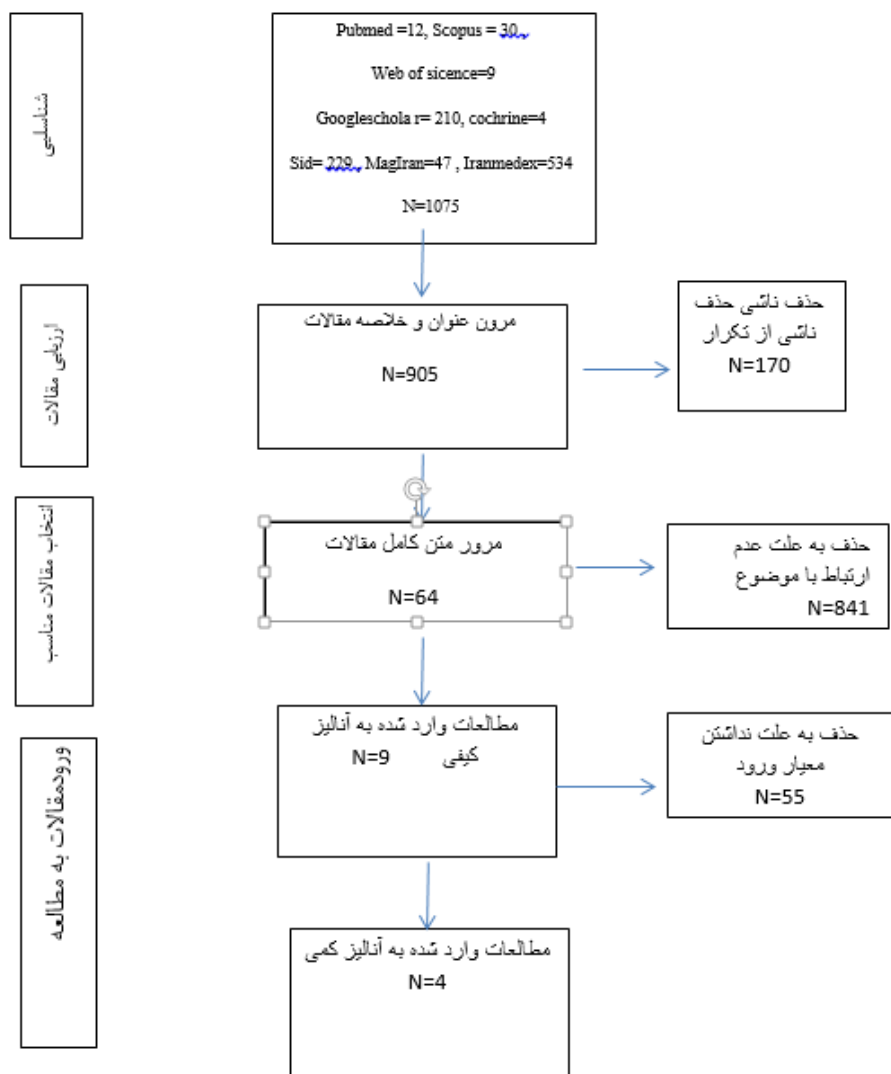 شناسایی
Pubmed =12, Scopus = 30,
Web of sicence=9
Googleschola r= 210, cochrine=4
Sid= 229, MagIran=47 , Iranmedex=534
N=1075
ارزیابی مقالات
مرون عنوان و خلاصه مقالات
N=905
حذف ناشی حذف
ناشی از تکرار
N=170
انتخاب مقالات مناسب
مرور متن کامل مقالات
N=64
حذف به علت عدم
ارتباط با موضوع
N=841
ورودمقالات به مطالعه
مطالعات وارد شده به آنالیز
کیفی N=9
حذف به علت نداشتن
معیار ورود
N=55
مطالعات وارد شده به آنالیز کمی
N=4